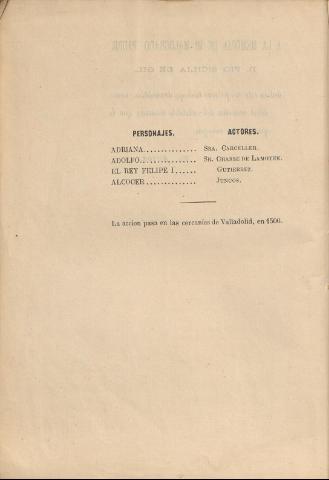 PERSONAJES. ACTORES.
ADRIANA............... SRA. CARCELLER.
ADOLFO............... SR. CHARRE DE LAMOTTE.
EL REY FELIPE I...... GUTIERREZ.
ALCOCER.............. JUNCOS.
La accion pasa en las cercanías de Valladolid, en 1506.